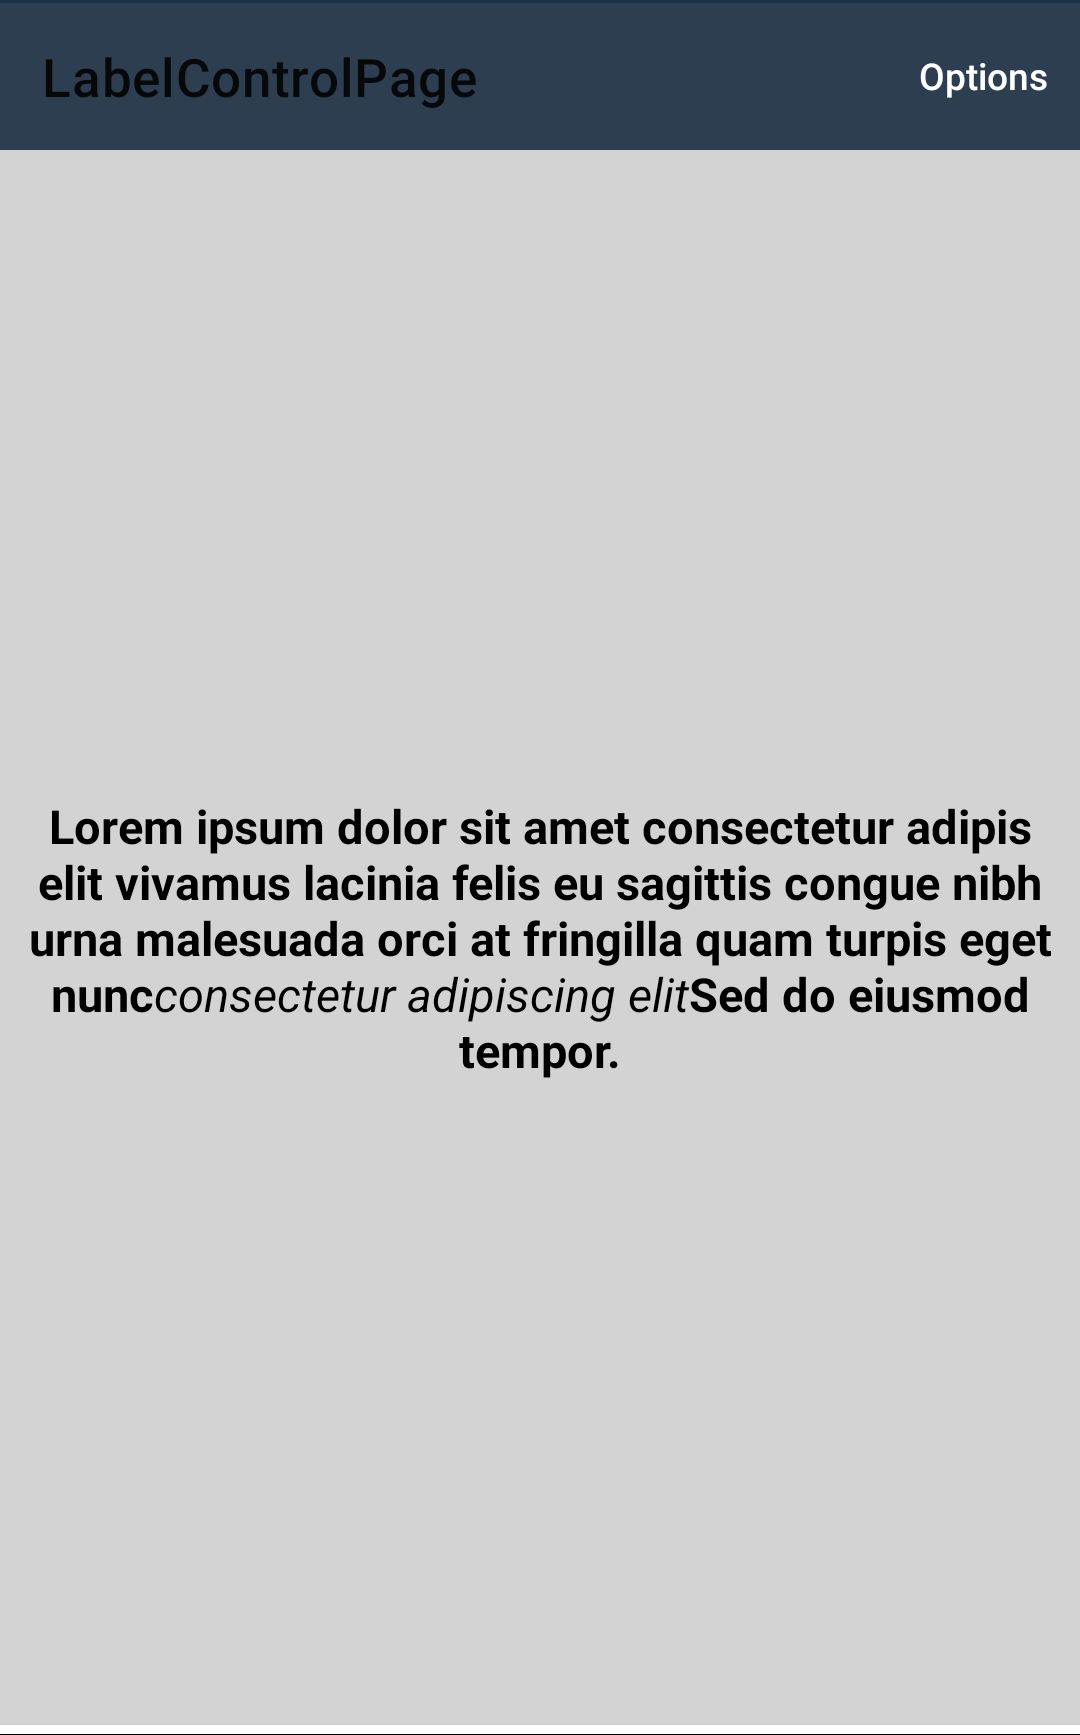 LabelControlPage
Options
Lorem ipsum dolor sit amet consectetur adipis
elit vivamus lacinia felis eu sagittis congue nibh
urna malesuada orci at fringilla quam turpis eget
nuncconsectetur adipiscing elitSed do eiusmod
tempor.